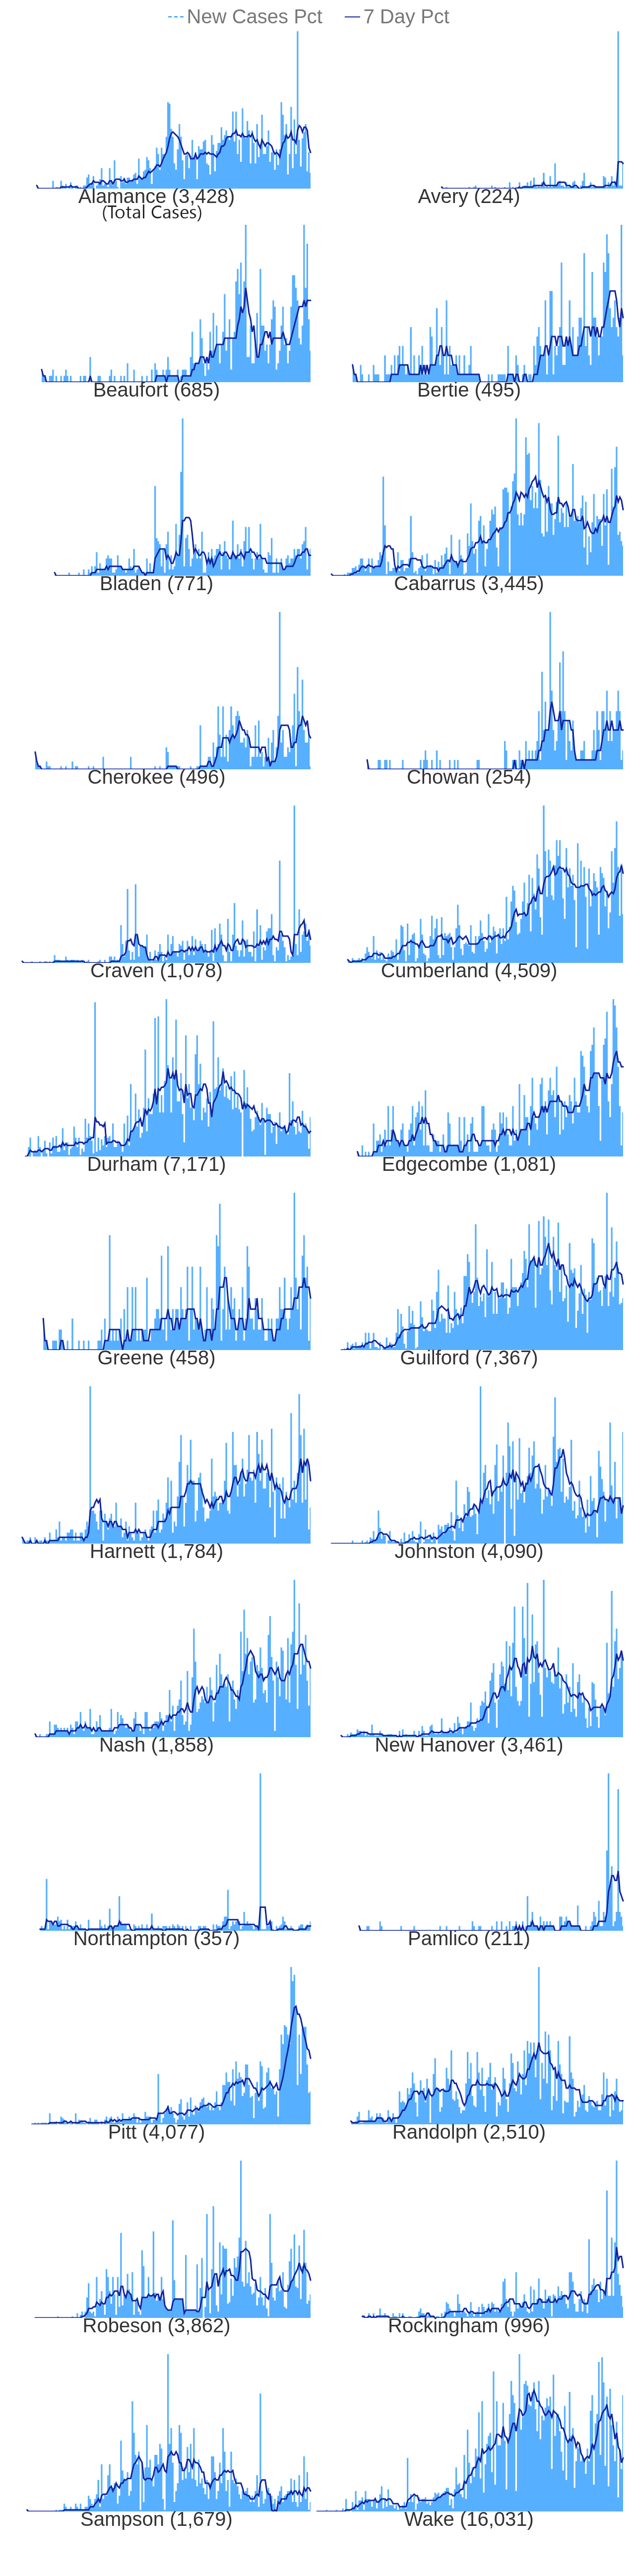 New Cases Pct 7 Day Pct
Alamance (3,428) Avery (224)
(Total Cases)
Beaufort (685) Bertie (495)
Bladen (771) Cabarrus (3,445)
Cherokee (496) Chowan (254)
Craven (1,078) Cumberland (4,509)
Durham (7,171) Edgecombe (1,081)
Greene (458) Guilford (7,367)
Harnett (1,784) Johnston (4,090)
Nash (1,858) New Hanover (3,461)
Northampton (357) Pamlico (211)
Pitt (4,077) Randolph (2,510)
Robeson (3,862) Rockingham (996)
Sampson (1,679) Wake (16,031)